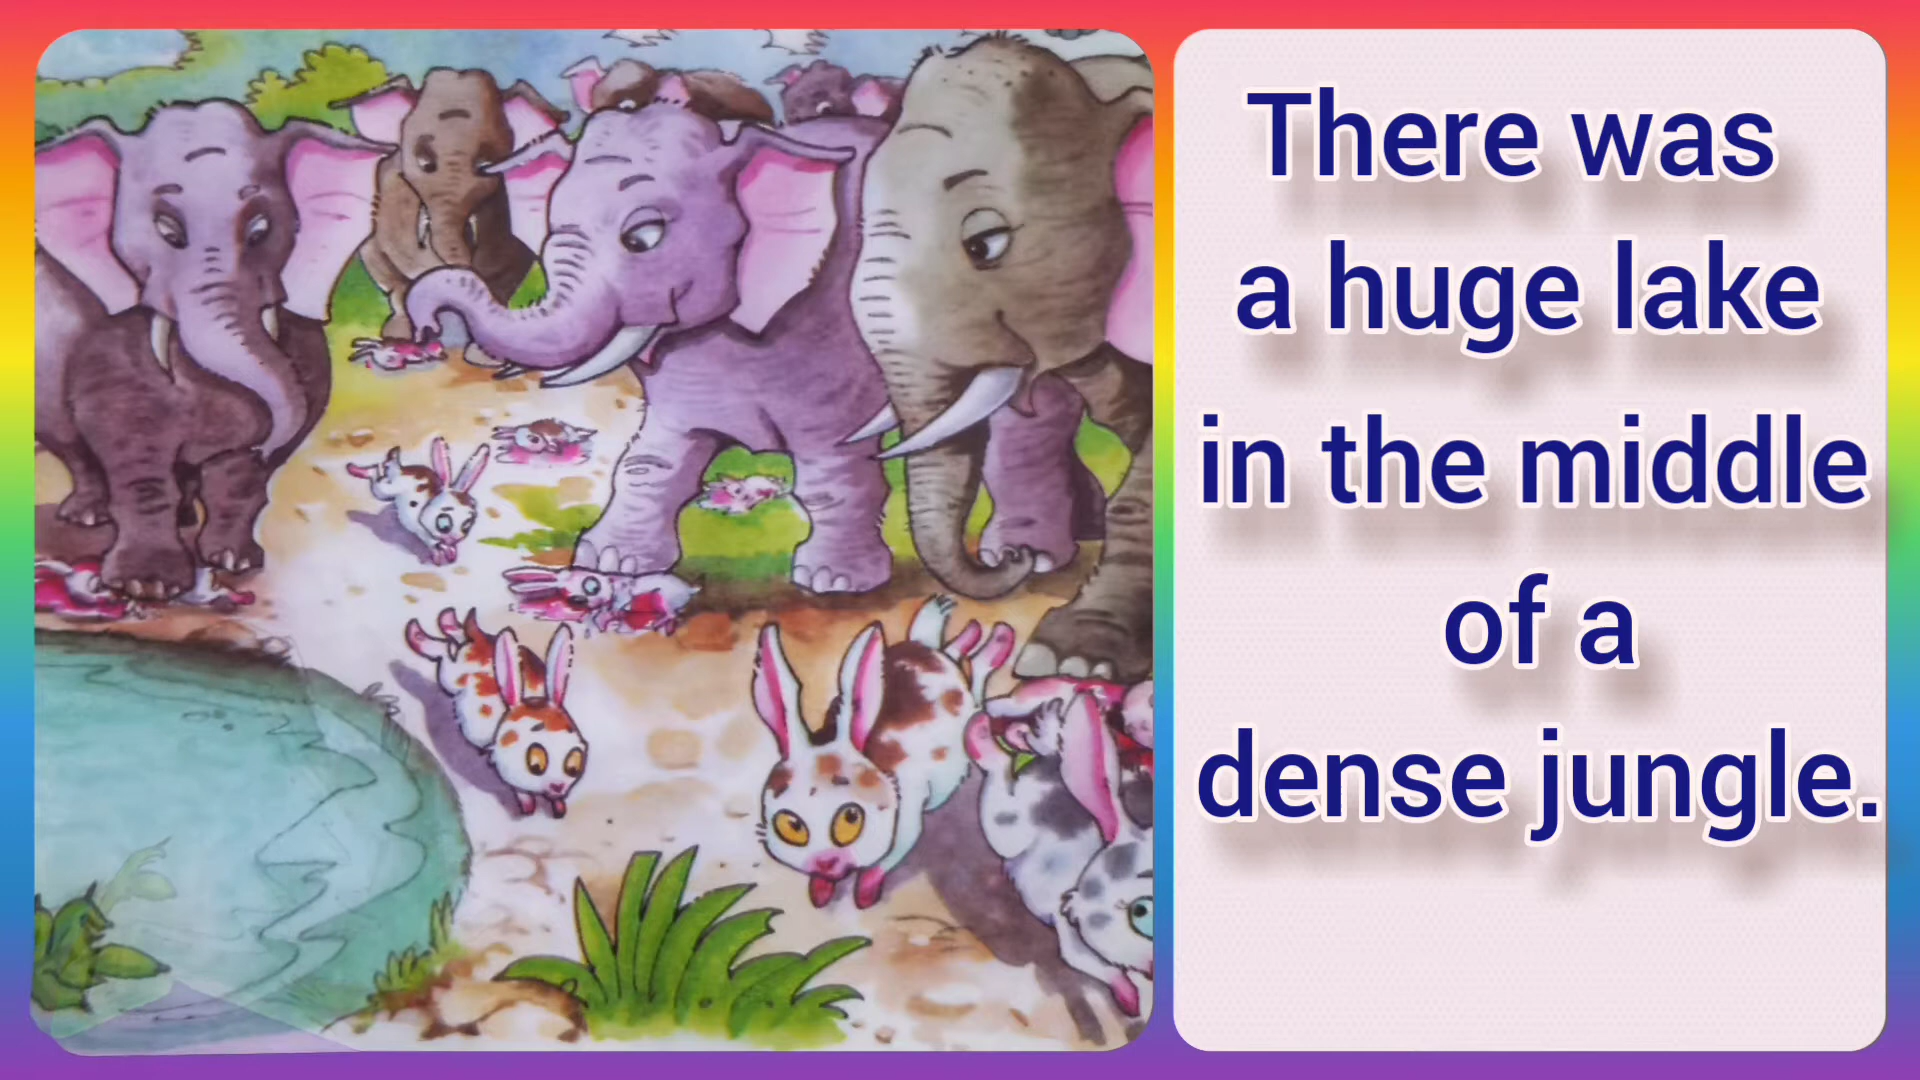 There was
a huge lake
in the middle
of a
dense jungle.